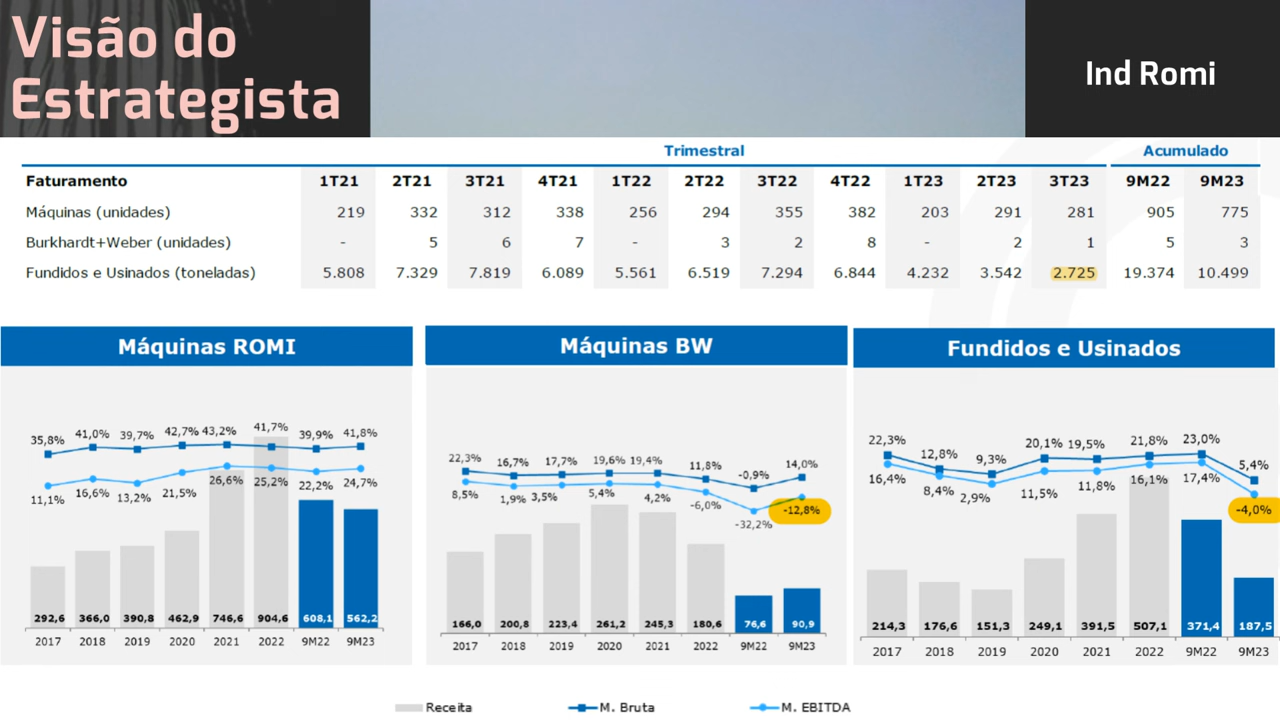 Visão do
Estrategista
Ind Romi
Trimestral Acumulado
Faturamento 1T21 2T21 3T21 4T21 1T22 2T22 3T22 4T22 1T23 2T23 3T23 9M22 9M23
Máquinas (unidades) 219 332 312 338 256 294 355 382 203 291 281 905 775
Burkhardt+Weber (unidades) - 5 6 7 - 3 2 8 - 2 1 5 3
Fundidos e Usinados (toneladas) 5.808 7.329 7.819 6.089 5.561 6.519 7.294 6.844 4.232 3.542 2.725 19.374 10.499
Máquinas ROMI
35,8% 41,0% 39,7% 42,7% 43,2% 41,7% 39,9% 41,8%
11,1% 16,6% 13,2% 21,5% 26,6% 25,2% 22,2% 24,7%
292,6 366,0 390,8 462,9 746,6 904,6 608,1 562,2
2017 2018 2019 2020 2021 2022 9M22 9M23
Máquinas BW
22,3% 16,7% 17,7% 19,6% 19,4% 11,8% -0,9% 14,0%
8,5% 1,9% 3,5% 5,4% 4,2% -6,0% -32,2% -12,8%
166,0 200,8 223,4 261,2 245,3 180,6 76,6 90,9
2017 2018 2019 2020 2021 2022 9M22 9M23
Fundidos e Usinados
22,3% 12,8% 9,3% 20,1% 19,5% 21,8% 23,0% 5,4%
16,4% 8,4% 2,9% 11,5% 11,8% 16,1% 17,4% -4,0%
214,3 176,6 151,3 249,1 391,5 507,1 371,4 187,5
2017 2018 2019 2020 2021 2022 9M22 9M23
Receita M. Bruta M. EBITDA